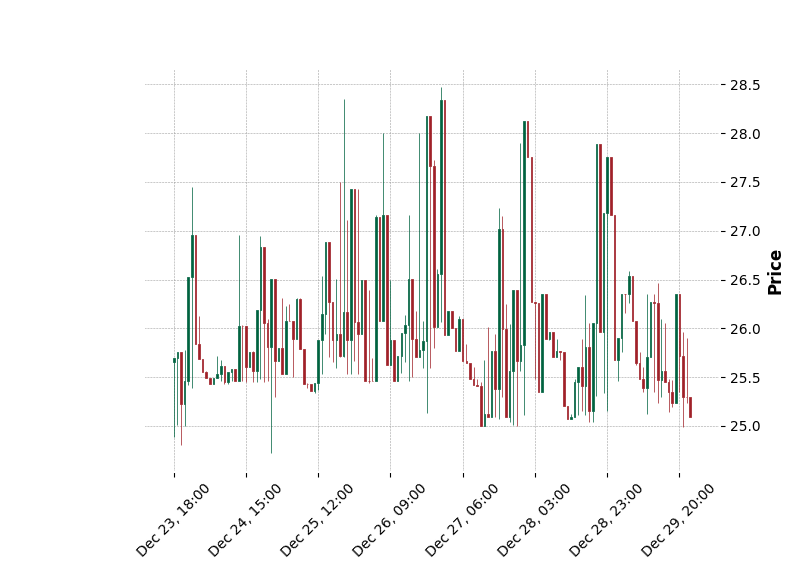 28.5
28.0
27.5
27.0
26.5
26.0
25.5
25.0
Price
Dec 23, 18:00
Dec 24, 15:00
Dec 25, 12:00
Dec 26, 09:00
Dec 27, 06:00
Dec 28, 03:00
Dec 28, 23:00
Dec 29, 20:00